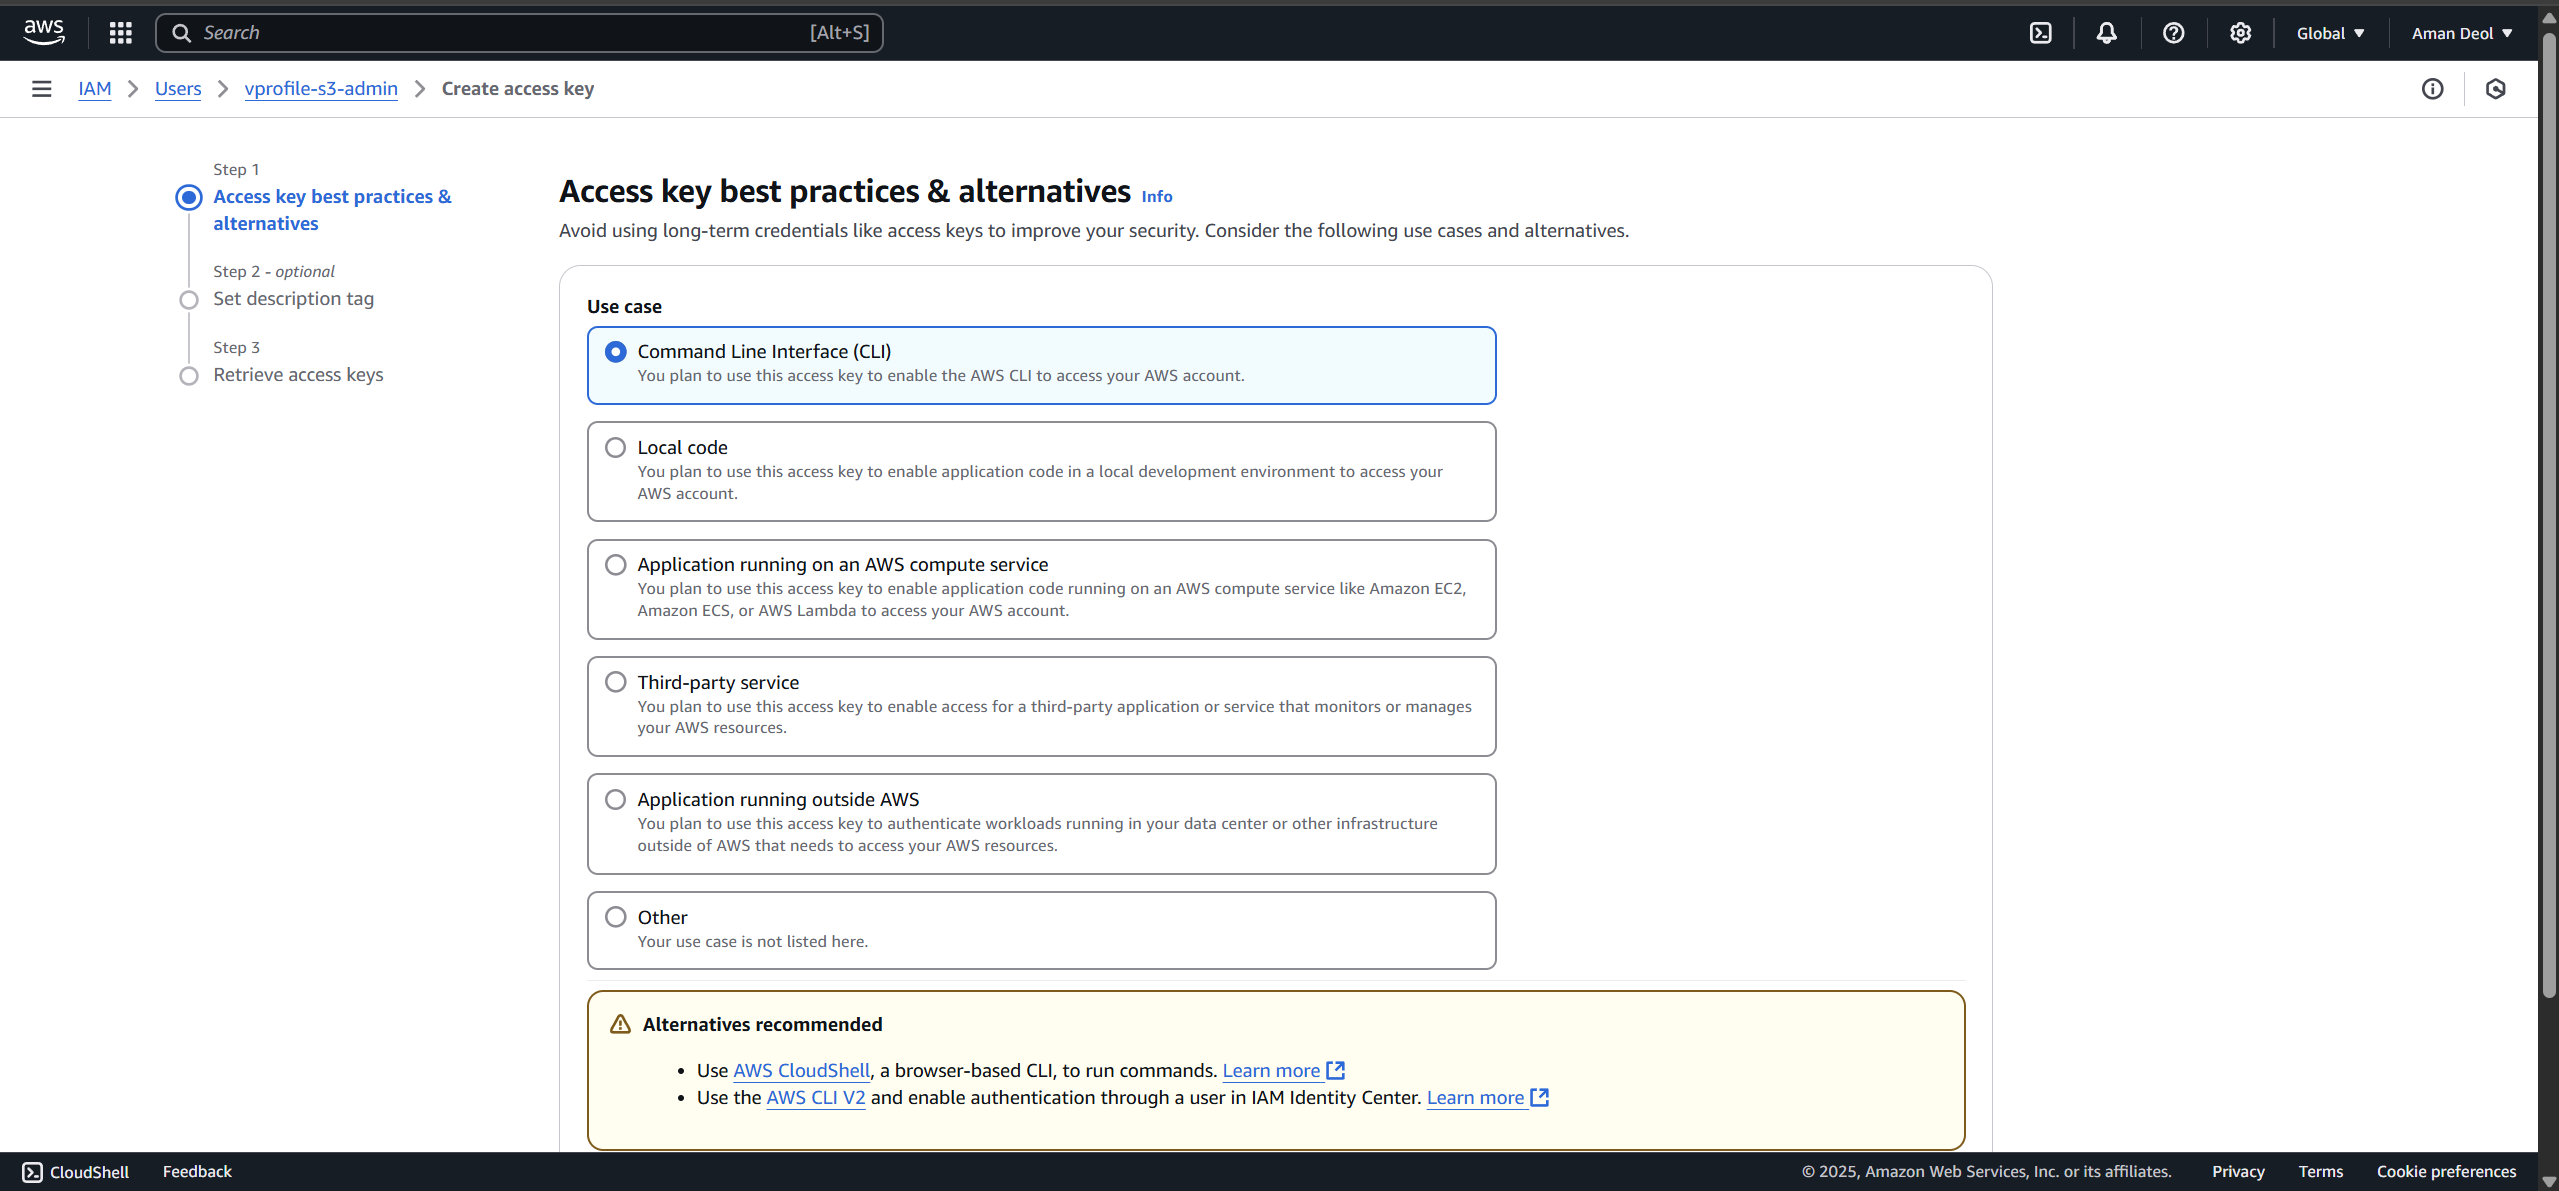 aws
Search [Alt+S]
Global
Aman Deol
IAM
Users
vprofile-s3-admin
Create access key
Step 1
Access key best practices &
alternatives
Step 2 - optional
Set description tag
Step 3
Retrieve access keys
Access key best practices & alternatives Info
Avoid using long-term credentials like access keys to improve your security. Consider the following use cases and alternatives.
Use case
Command Line Interface (CLI)
You plan to use this access key to enable the AWS CLI to access your AWS account.
Local code
You plan to use this access key to enable application code in a local development environment to access your
AWS account.
Application running on an AWS compute service
You plan to use this access key to enable application code running on an AWS compute service like Amazon EC2,
Amazon ECS, or AWS Lambda to access your AWS account.
Third-party service
You plan to use this access key to enable access for a third-party application or service that monitors or manages
your AWS resources.
Application running outside AWS
You plan to use this access key to authenticate workloads running in your data center or other infrastructure
outside of AWS that needs to access your AWS resources.
Other
Your use case is not listed here.
Alternatives recommended
• Use AWS CloudShell, a browser-based CLI, to run commands. Learn more
• Use the AWS CLI V2 and enable authentication through a user in IAM Identity Center. Learn more
CloudShell
Feedback
© 2025, Amazon Web Services, Inc. or its affiliates.
Privacy
Terms
Cookie preferences